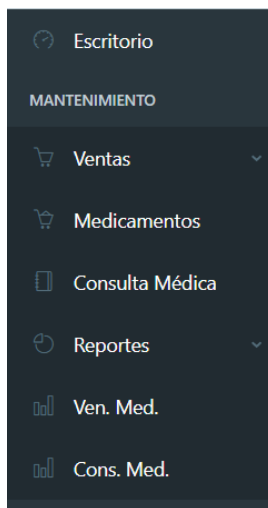 Escritorio
MANTENIMIENTO
Ventas
Medicamentos
Consulta Médica
Reportes
Ven. Med.
Cons. Med.